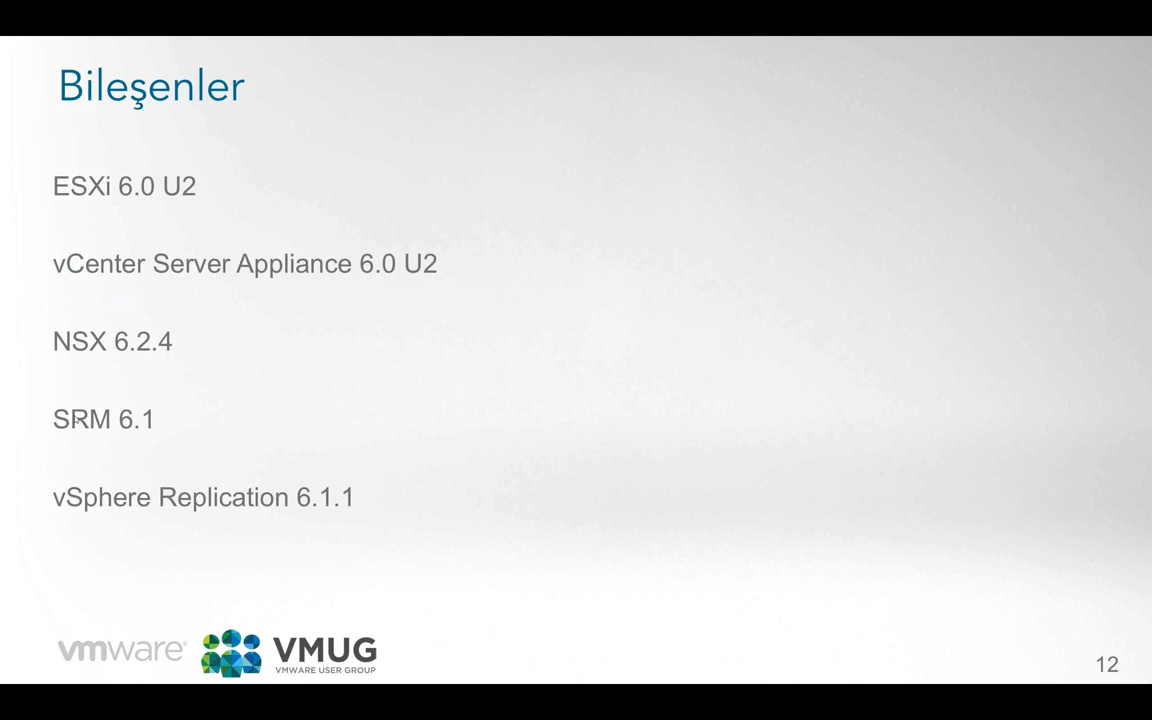 Bileşenler
ESXi 6.0 U2
vCenter Server Appliance 6.0 U2
NSX 6.2.4
SRM 6.1
vSphere Replication 6.1.1
vmware®
VMUG
VMWARE USER GROUP
12